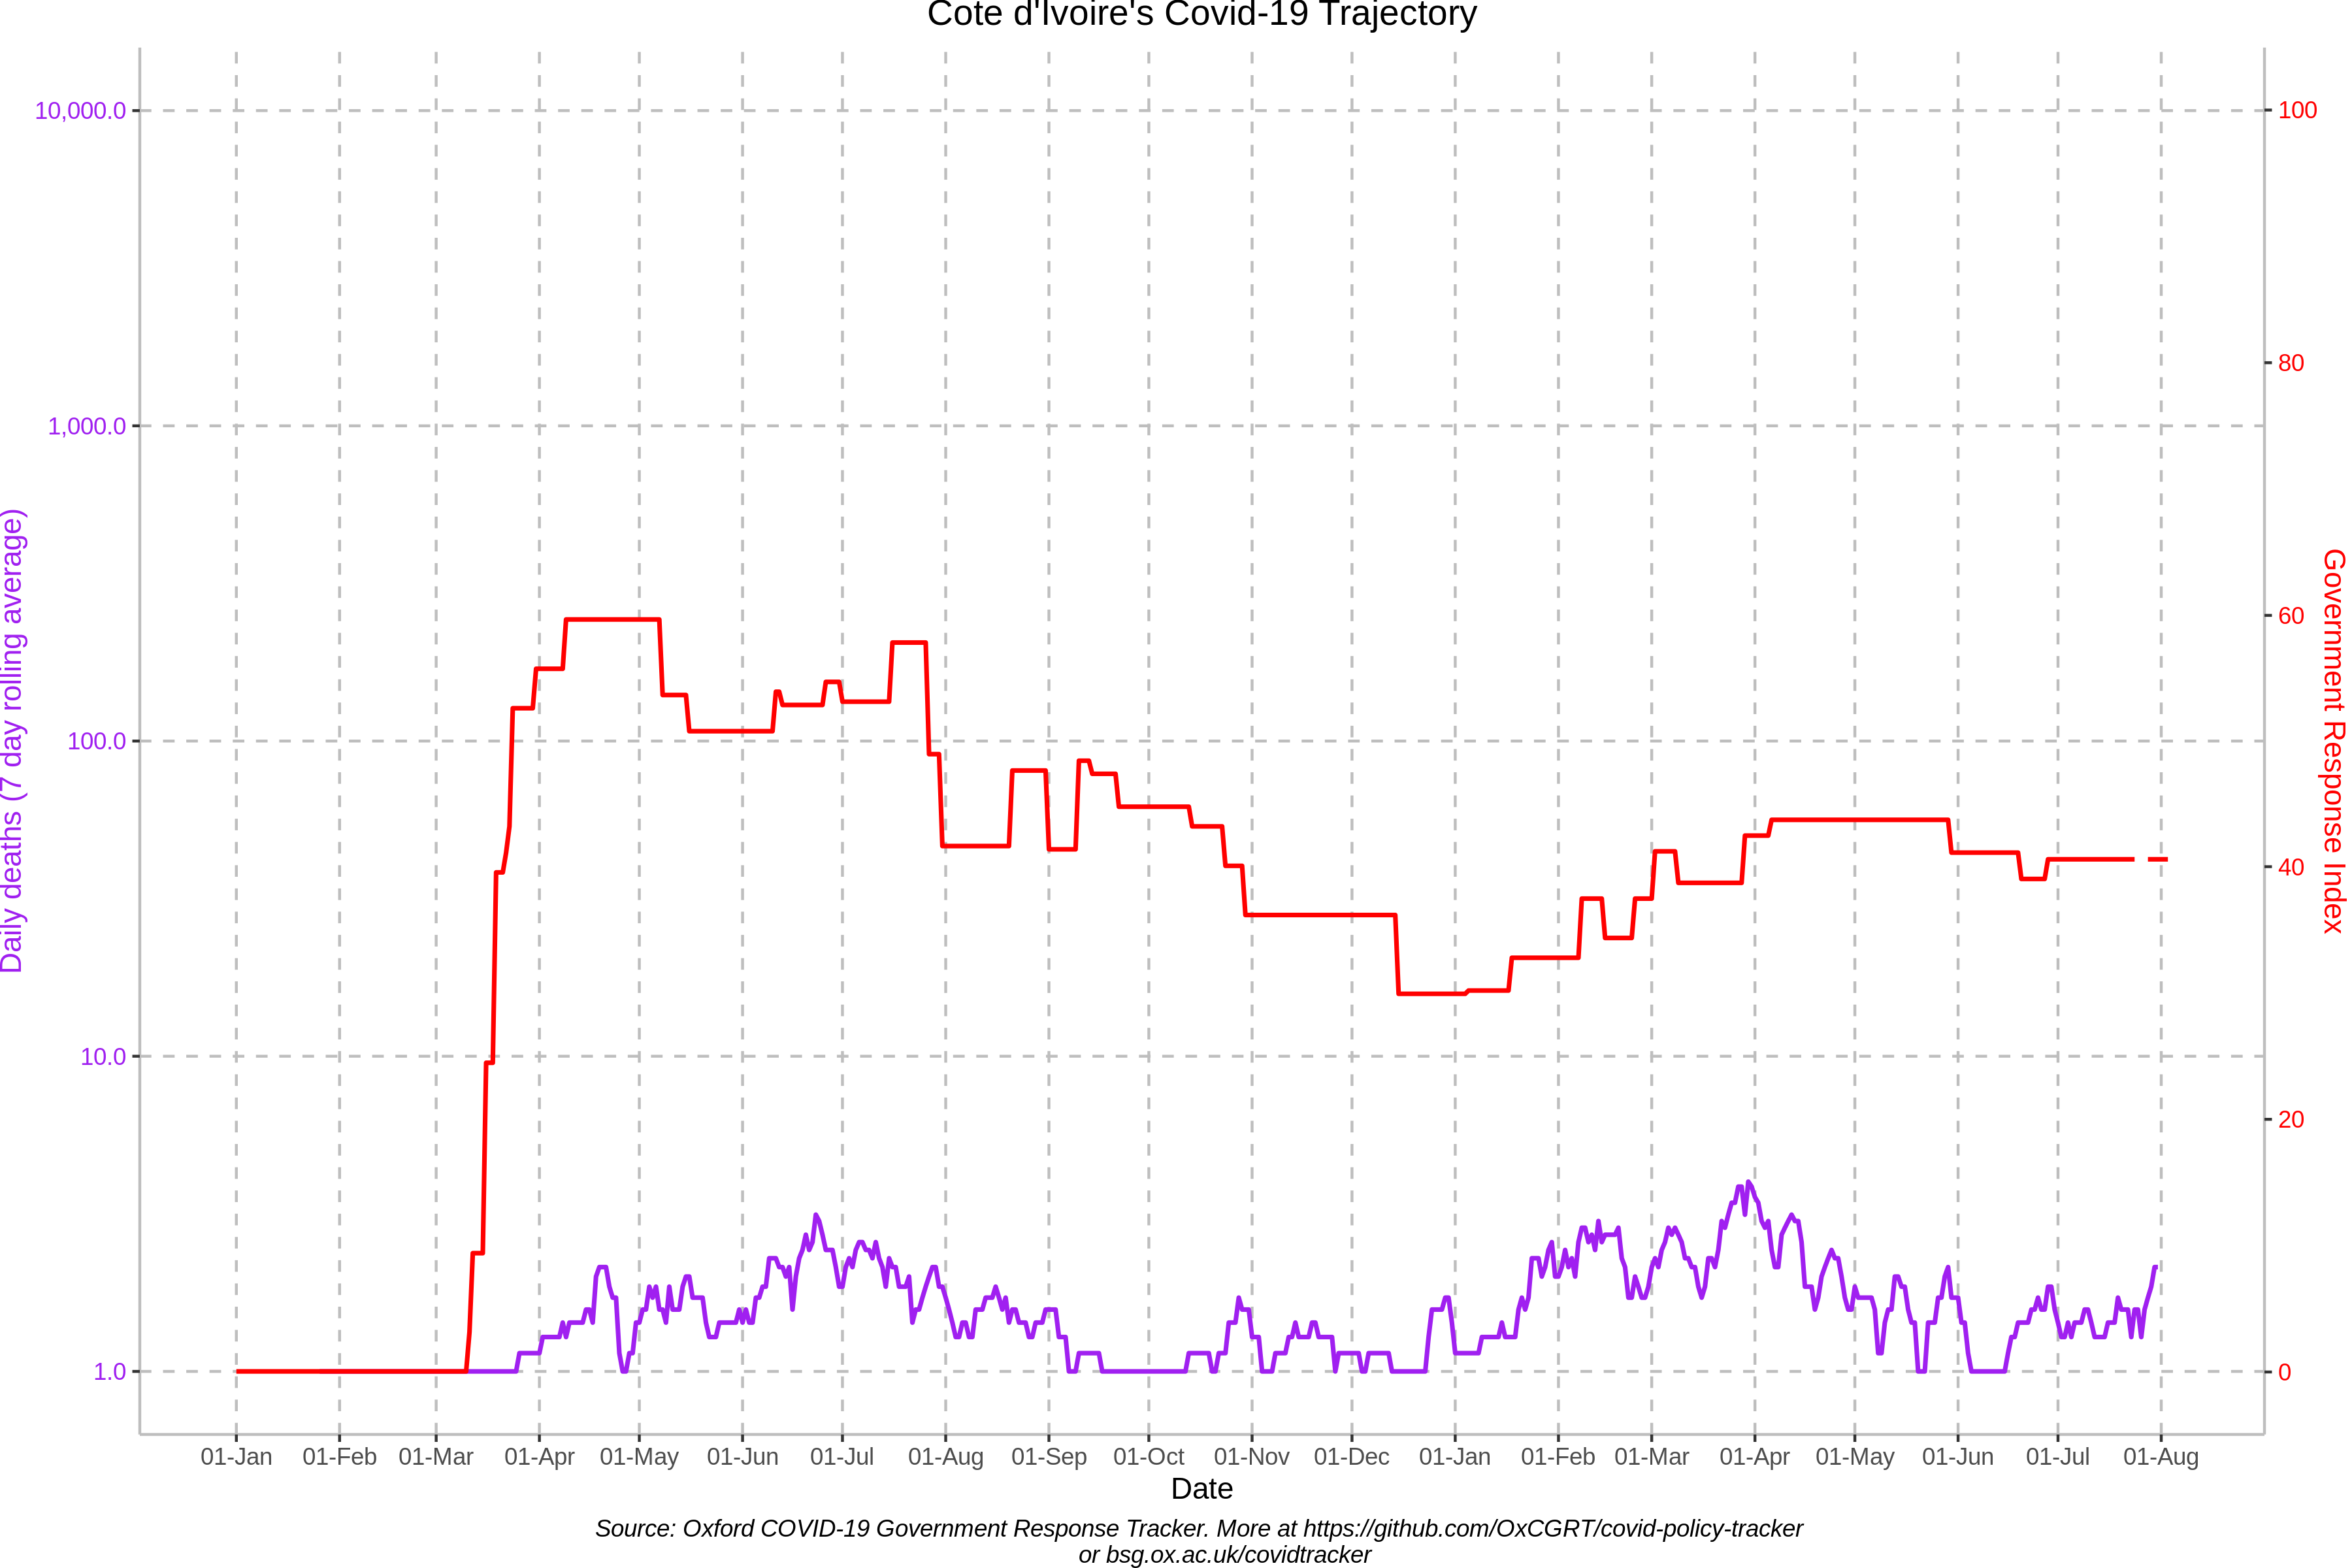 Cote d'Ivoire's Covid-19 Trajectory
10,000.0
1,000.0
100.0
10.0
1.0
Daily deaths (7 day rolling average)
100
80
60
40
20
0
Government Response Index
01-Jan 01-Feb 01-Mar 01-Apr 01-May 01-Jun 01-Jul 01-Aug 01-Sep 01-Oct 01-Nov 01-Dec 01-Jan 01-Feb 01-Mar 01-Apr 01-May 01-Jun 01-Jul 01-Aug
Date
Source: Oxford COVID-19 Government Response Tracker. More at https://github.com/OxCGRT/covid-policy-tracker
or bsg.ox.ac.uk/covidtracker